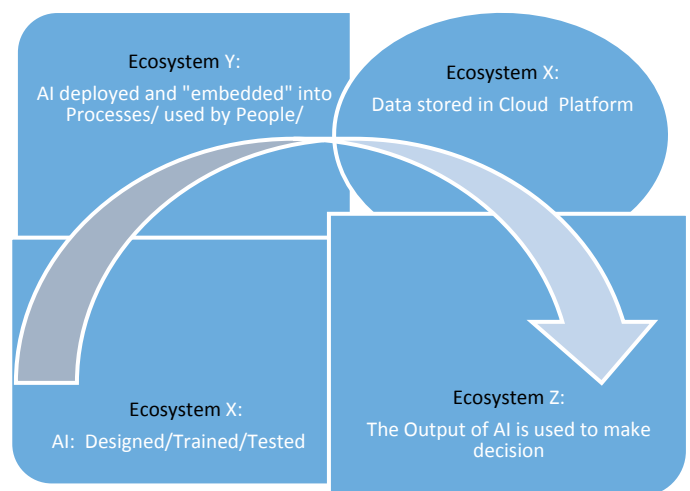 Ecosystem Y:
AI deployed and "embedded" into
Processes/ used by People/
Ecosystem X:
Data stored in Cloud  Platform
Ecosystem X:
AI:  Designed/Trained/Tested
Ecosystem Z:
The Output of AI is used to make
decision